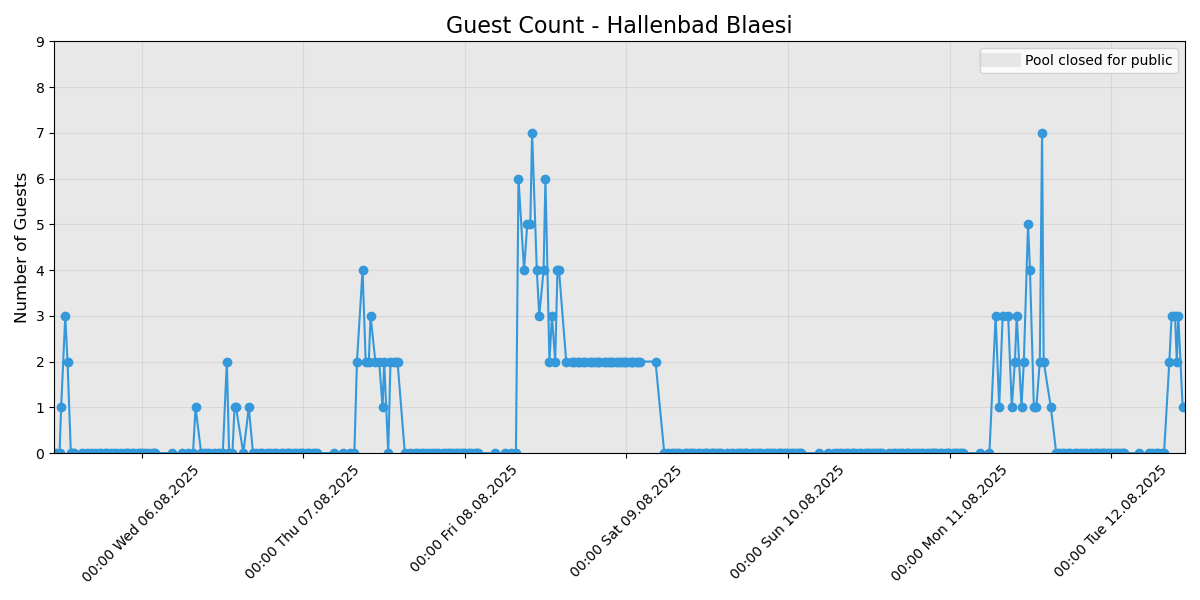 Guest Count - Hallenbad Blaesi
Pool closed for public
Number of Guests
9
8
7
6
5
4
3
2
1
0
00:00 Wed 06.08.2025
00:00 Thu 07.08.2025
00:00 Fri 08.08.2025
00:00 Sat 09.08.2025
00:00 Sun 10.08.2025
00:00 Mon 11.08.2025
00:00 Tue 12.08.2025